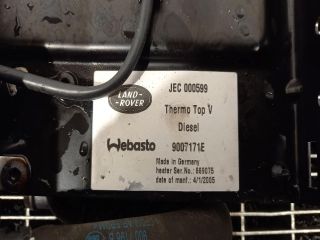 LAND-
ROVER
JEC 000599
Thermo Top V
Diesel
Webasto
9007171E
Made in Germany
heater Ser.No.: 669075
date of manf.: 4/1/2005